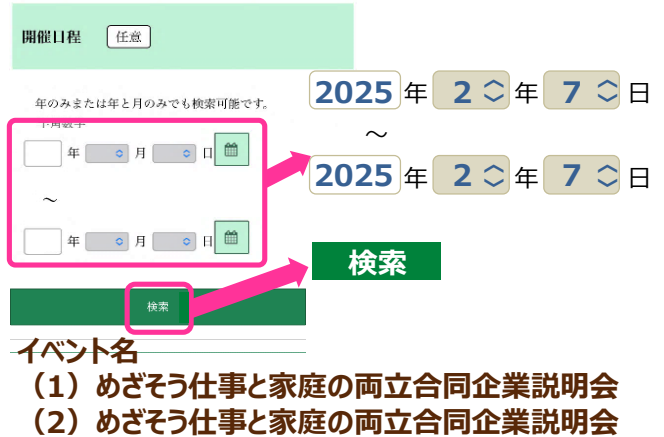 開催日程 任意
年のみまたは年と月のみでも検索可能です。
半角数字
年 月 日
～
年 月 日
検索
2025 年 2 年 7 日
～
2025 年 2 年 7 日
検索
イベント名
（1）めざそう仕事と家庭の両立合同企業説明会
（2）めざそう仕事と家庭の両立合同企業説明会